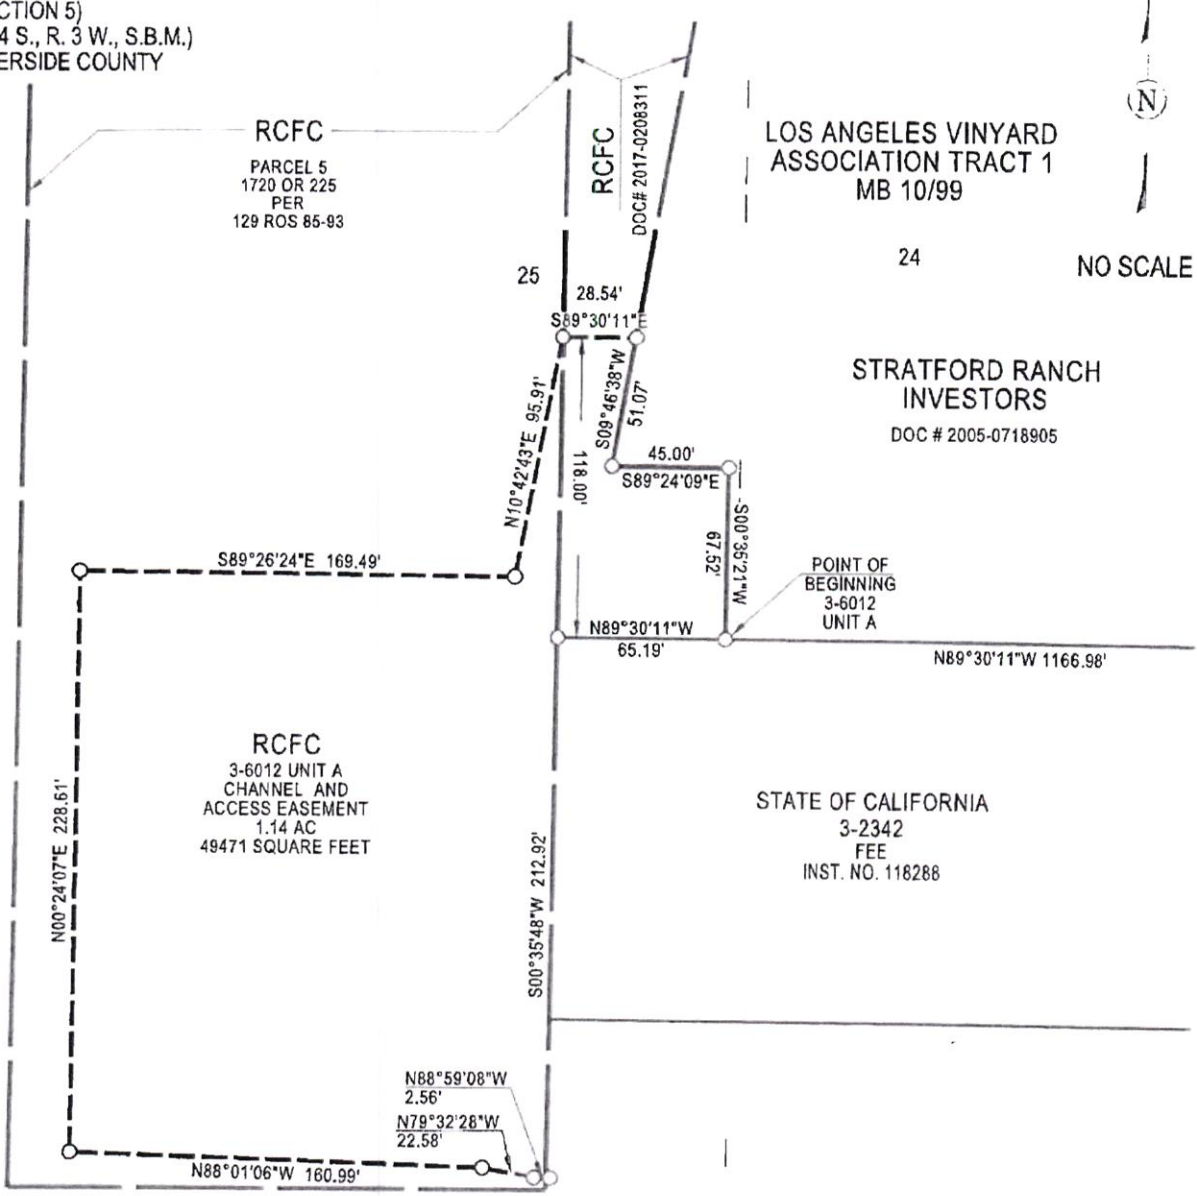 CTION 5)
4 S., R. 3 W., S.B.M.)
ERSIDE COUNTY
RCFC
PARCEL 5
1720 OR 225
PER
129 ROS 85-93
RCFC
DOC# 2017-0208311
LOS ANGELES VINYARD
ASSOCIATION TRACT 1
MB 10/99
N
24
NO SCALE
25
28.54'
S89°30'11"E
STRATFORD RANCH
INVESTORS
DOC # 2005-0718905
N10°42'43"E 95.91'
118.00'
S09°46'38"W
51.07'
45.00'
S89°24'09"E
S00°35'21"W
67.52'
S89°26'24"E 169.49'
POINT OF
BEGINNING
3-6012
UNIT A
N89°30'11"W
65.19'
N89°30'11"W 1166.98'
RCFC
3-6012 UNIT A
CHANNEL AND
ACCESS EASEMENT
1.14 AC
49471 SQUARE FEET
N00°24'07"E 228.61'
S00°35'48"W 212.92'
STATE OF CALIFORNIA
3-2342
FEE
INST. NO. 118288
N88°59'08"W
2.56'
N79°32'28"W
22.58'
N88°01'06"W 160.99'